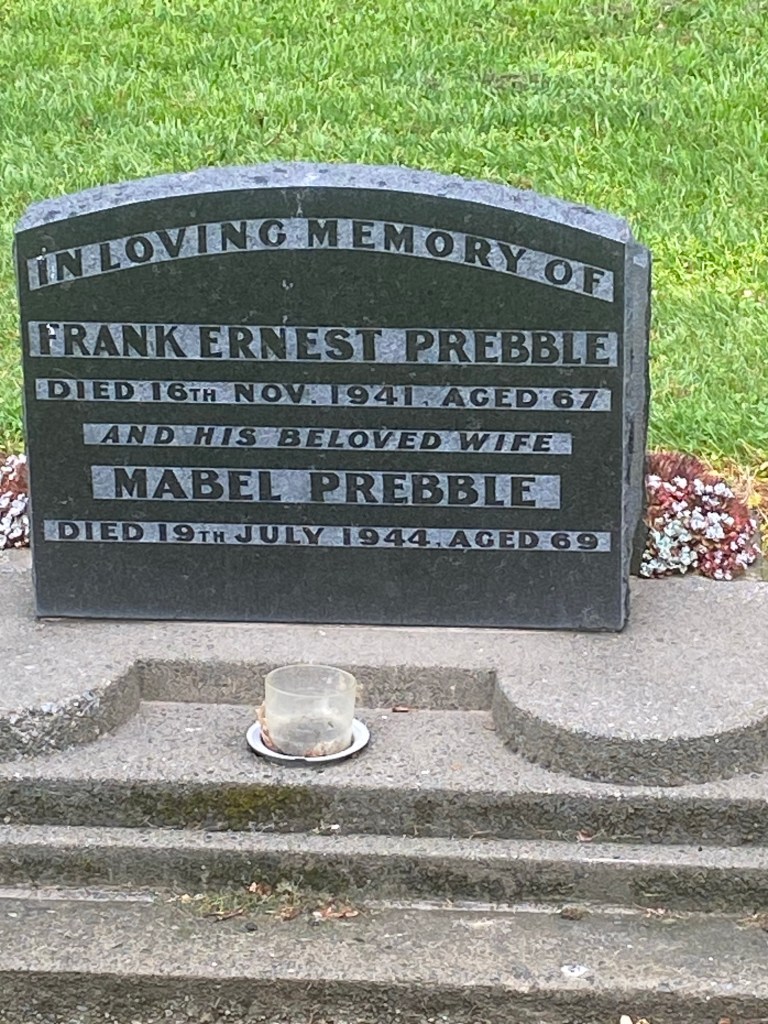 IN LOVING MEMORY OF
FRANK ERNEST PREBBLE
DIED 16TH NOV. 1941. AGED 67
AND HIS BELOVED WIFE
MABEL PREBBLE
DIED 19TH JULY 1944. AGED 69